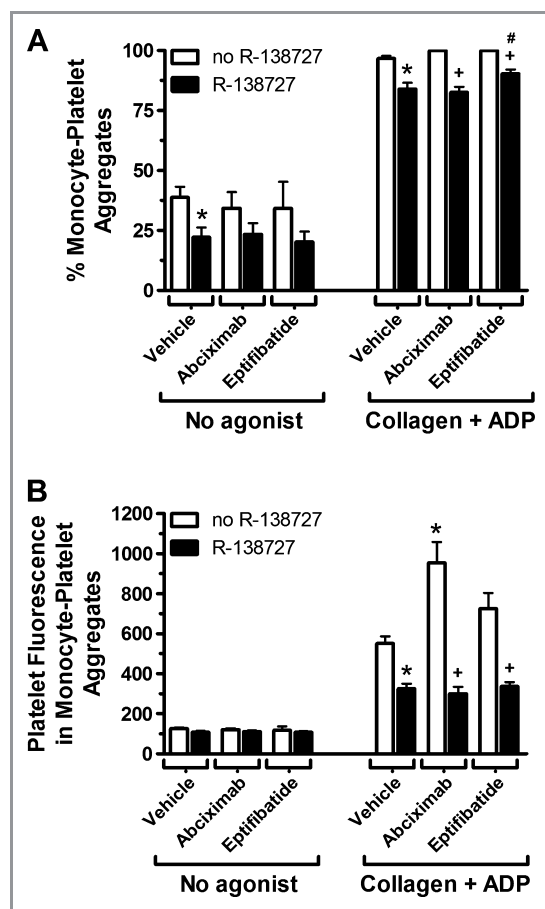 A
% Monocyte-Platelet
Aggregates
100
75
50
25
0
no R-138727
R-138727
*
*
+
#
+
Vehicle
Abciximab
Eptifibatide
Vehicle
Abciximab
Eptifibatide
No agonist
Collagen + ADP
B
Platelet Fluorescence
in Monocyte-Platelet
Aggregates
1200
1000
800
600
400
200
0
no R-138727
R-138727
*
*
+
+
Vehicle
Abciximab
Eptifibatide
Vehicle
Abciximab
Eptifibatide
No agonist
Collagen + ADP